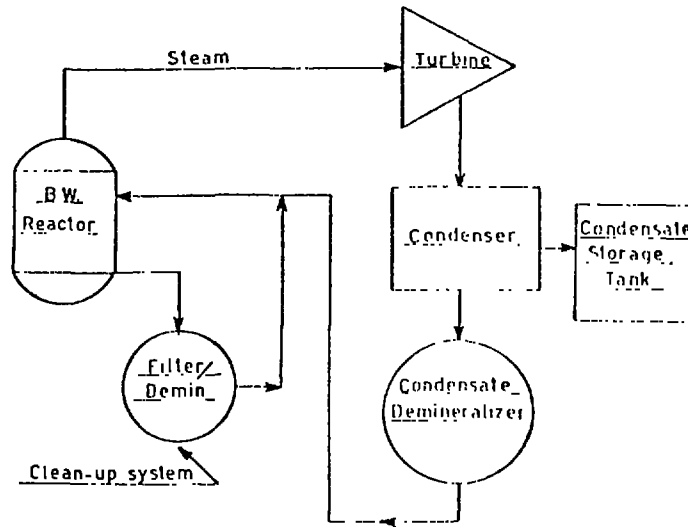 Steam
Turbine
B W.
Reactor
Condenser
Condensate
Storage
Tank
Filter/
Demin
Condensate
Demineralizer
Clean-up system